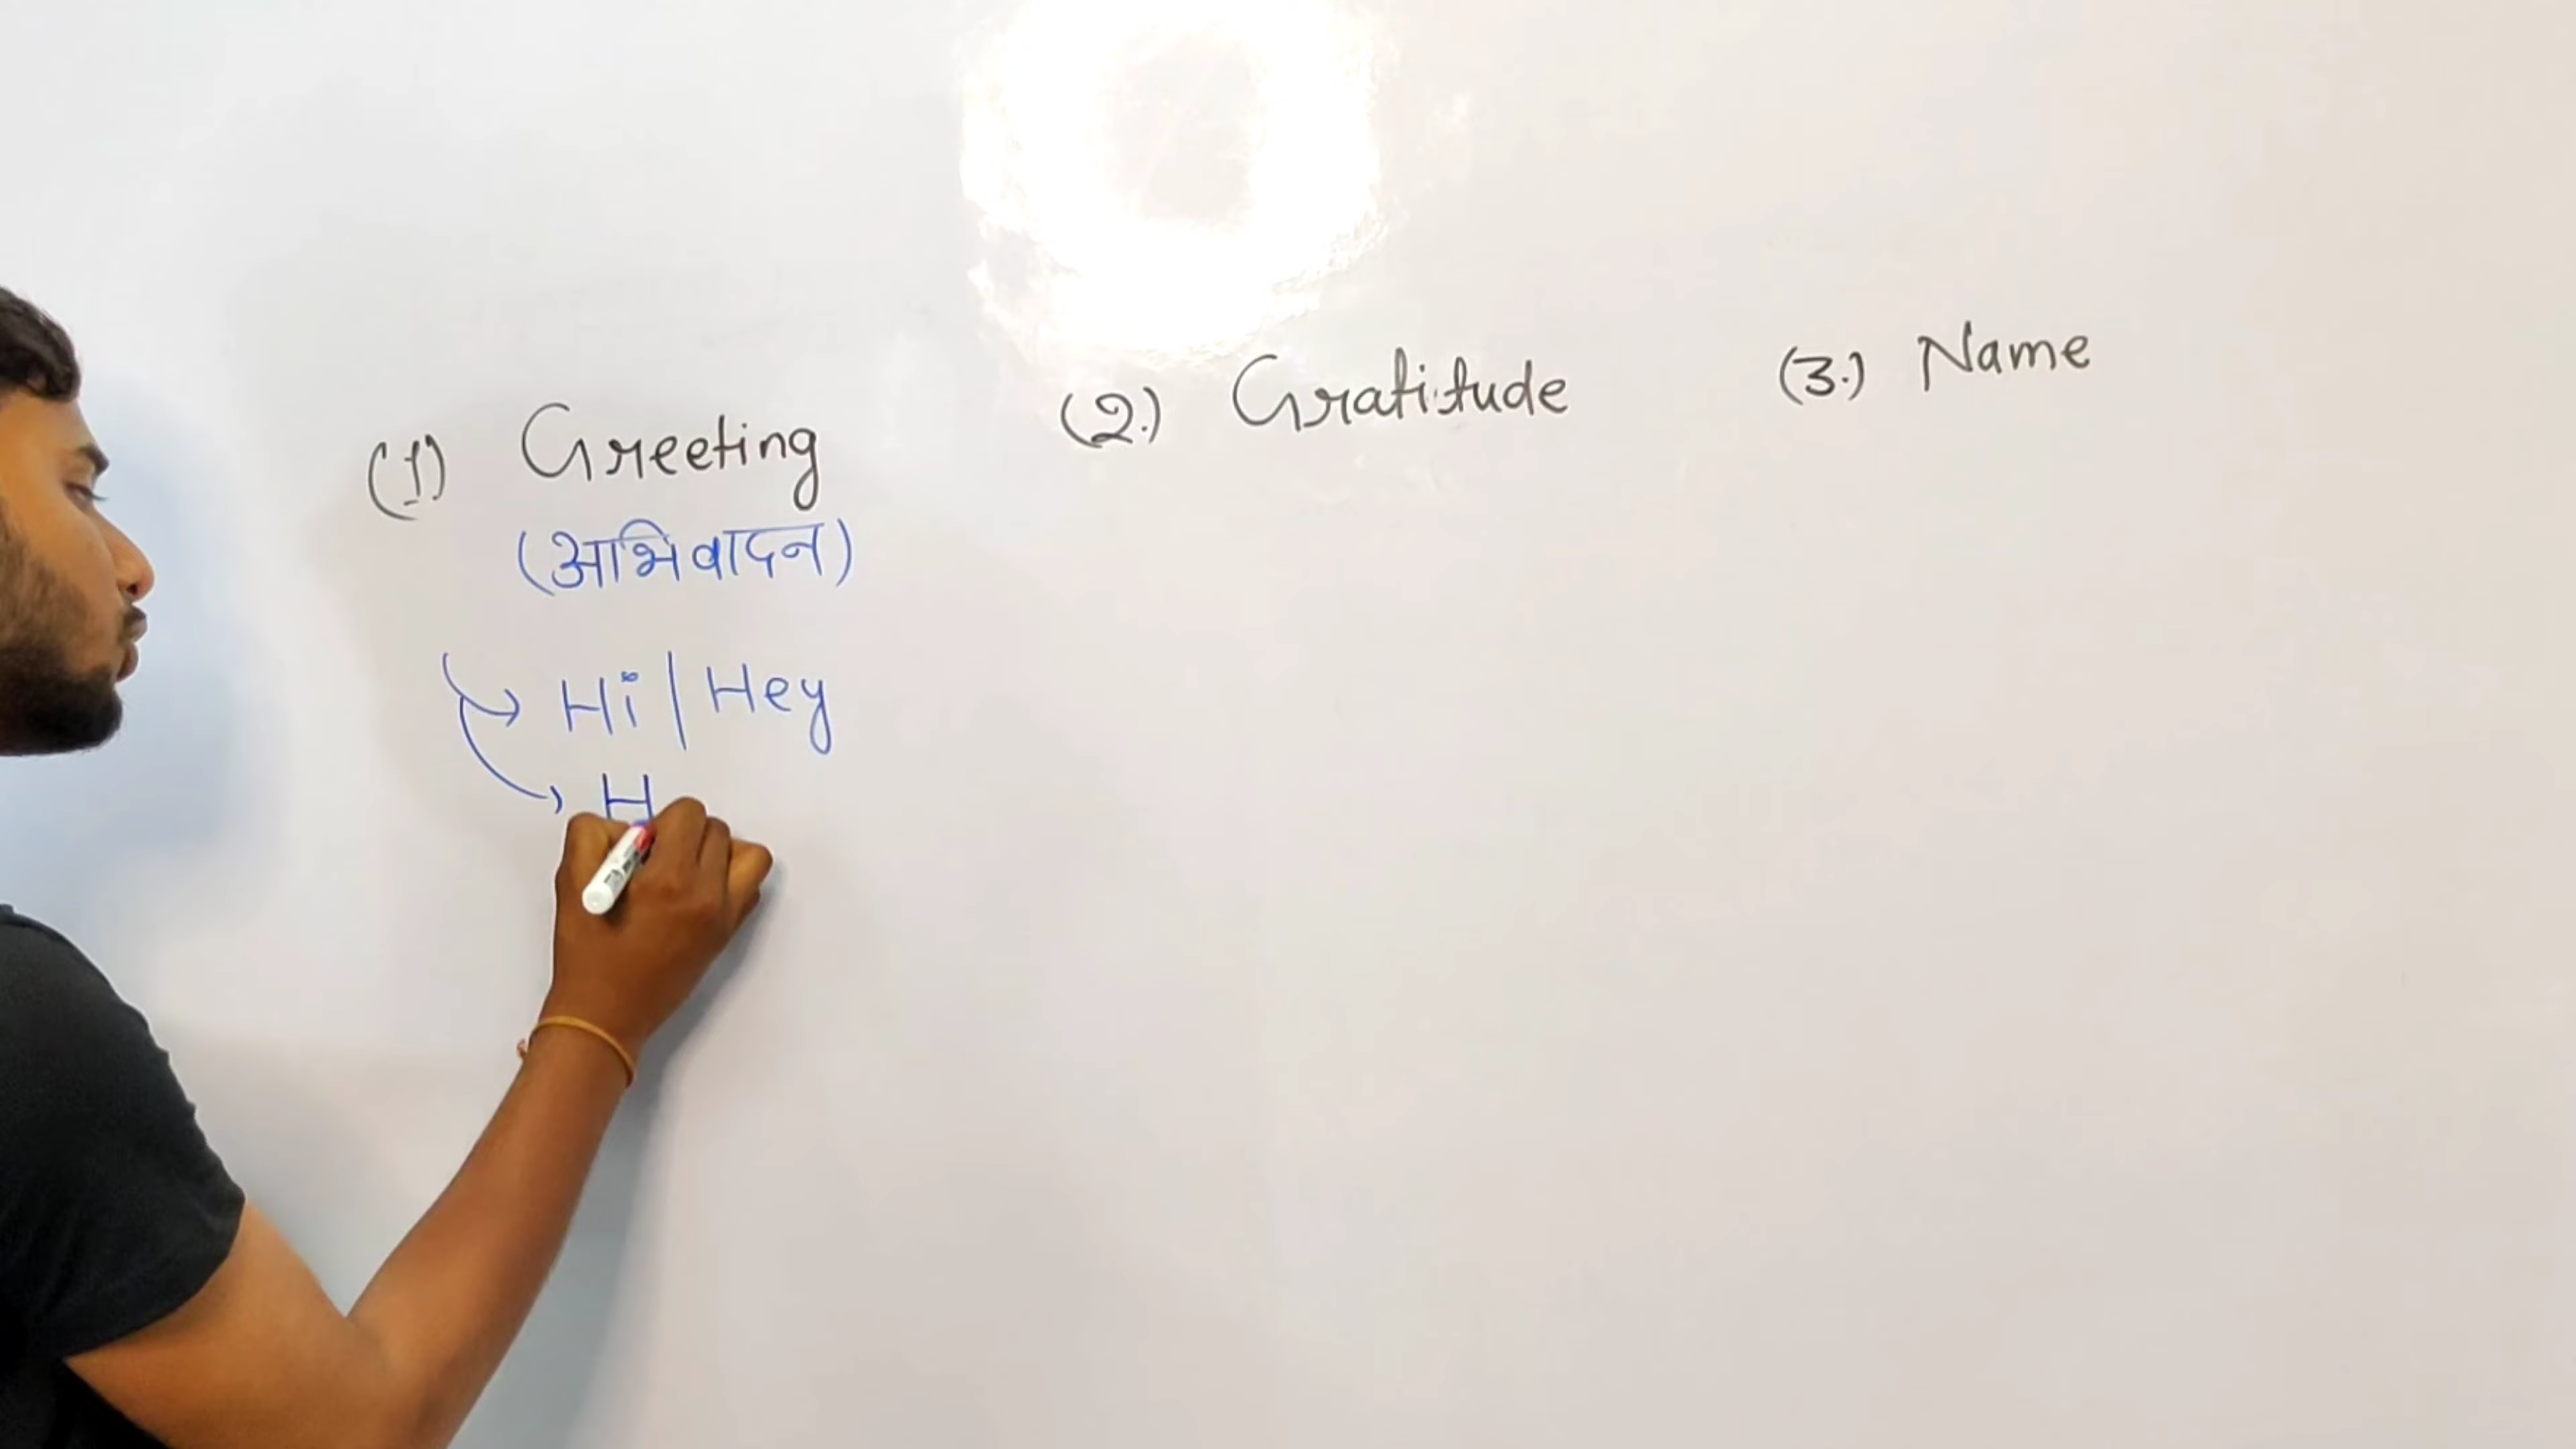 (1) Greeting
(अभिवादन)
→ Hi | Hey
→ H
(2.) Gratitude
(3.) Name